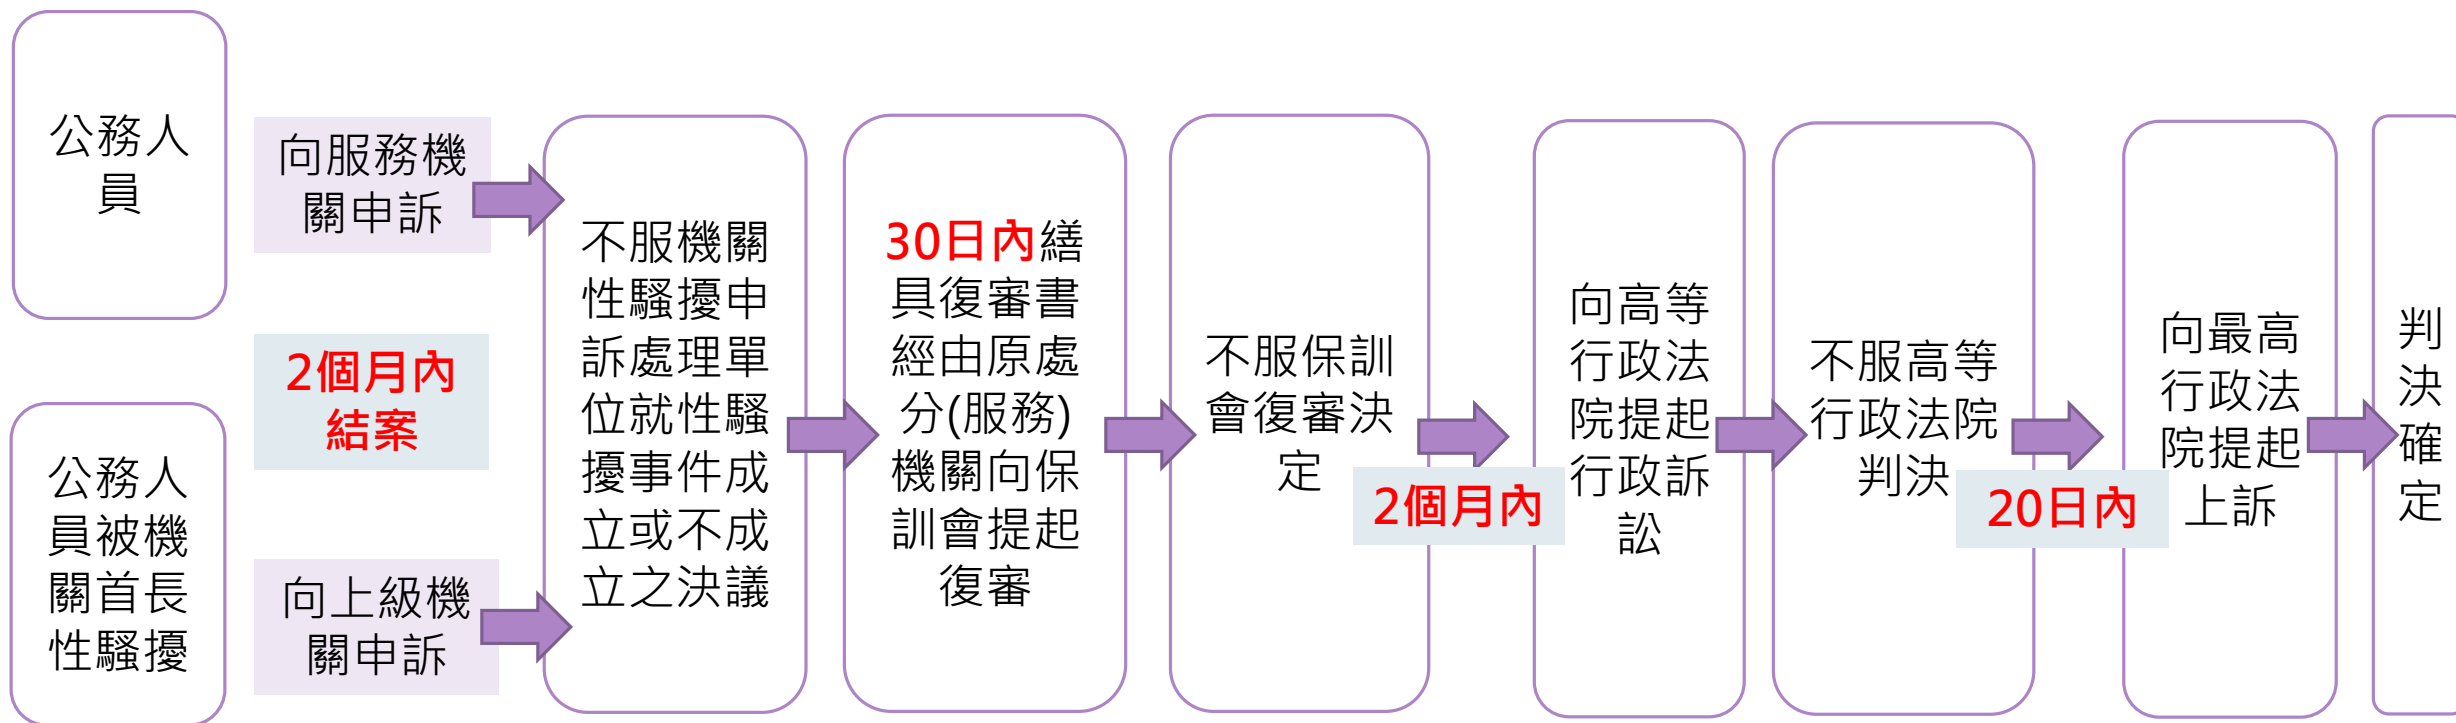 公務人
員
向服務機
關申訴
2個月內
結案
公務人
員被機
關首長
性騷擾
向上級機
關申訴
不服機關
性騷擾申
訴處理單
位就性騷
擾事件成
立或不成
立之決議
30日內繕
具復審書
經由原處
分(服務)
機關向保
訓會提起
復審
不服保訓
會復審決
定
2個月內
向高等
行政法
院提起
行政訴
訟
不服高等
行政法院
判決
20日內
向最高
行政法
院提起
上訴
判
決
確
定